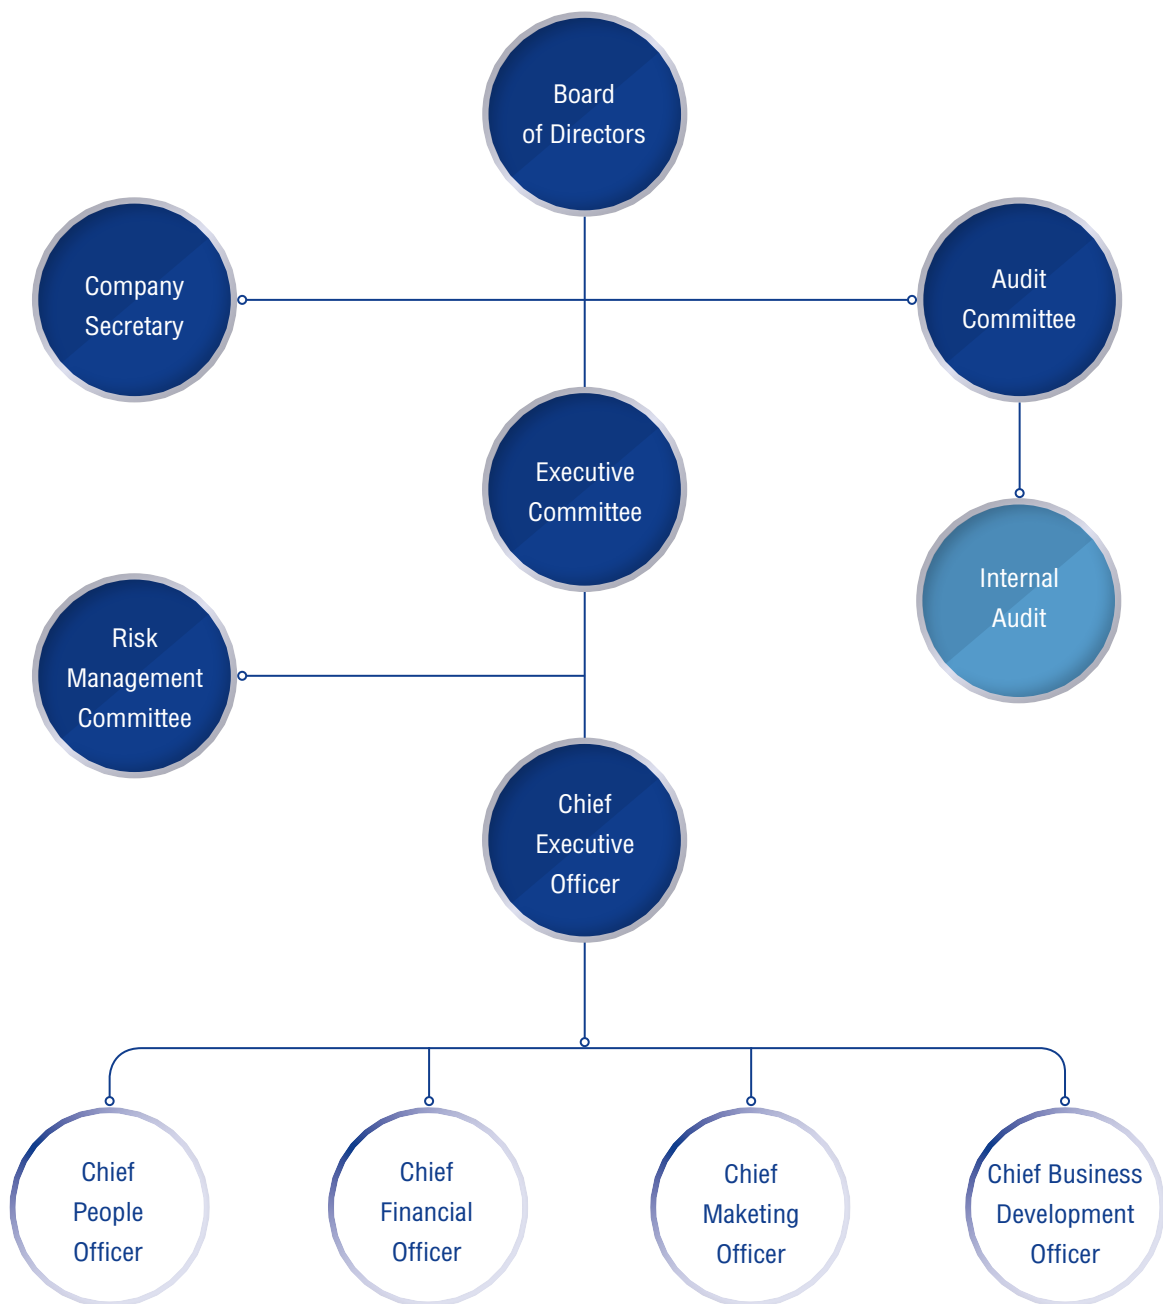 Board
of Directors
Company
Secretary
Audit
Committee
Executive
Committee
Internal
Audit
Risk
Management
Committee
Chief
Executive
Officer
Chief
People
Officer
Chief
Financial
Officer
Chief
Maketing
Officer
Chief Business
Development
Officer